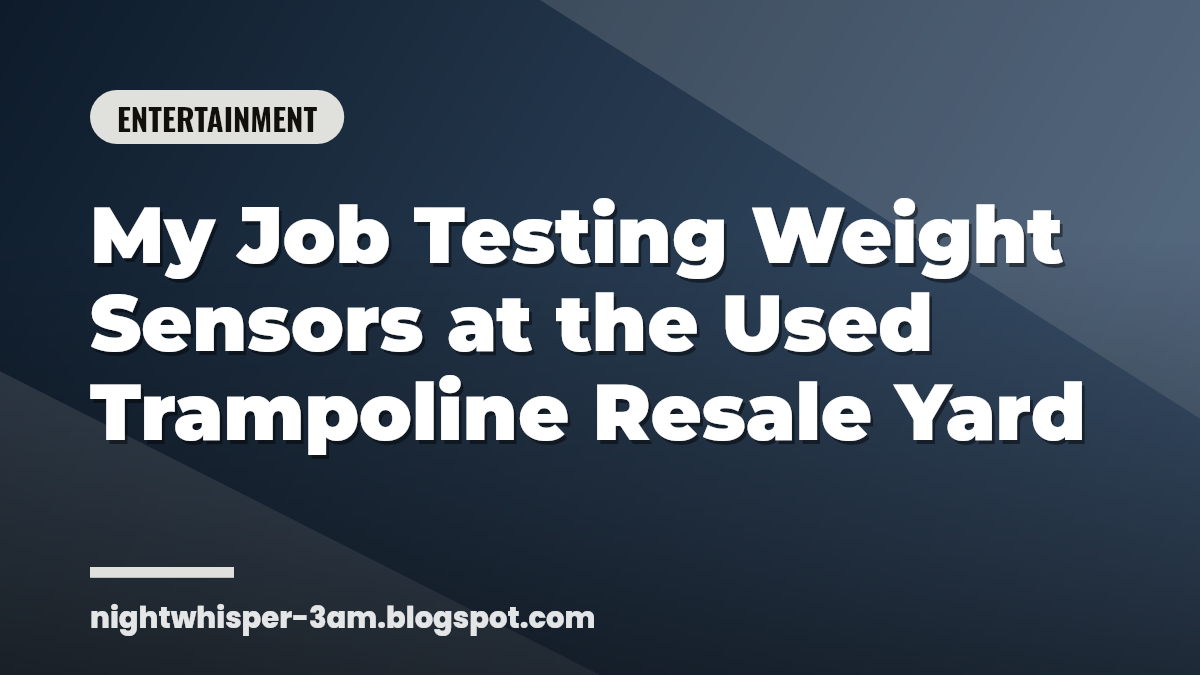 ENTERTAINMENT
My Job Testing Weight
Sensors at the Used
Trampoline Resale Yard
nightwhisper-3am.blogspot.com